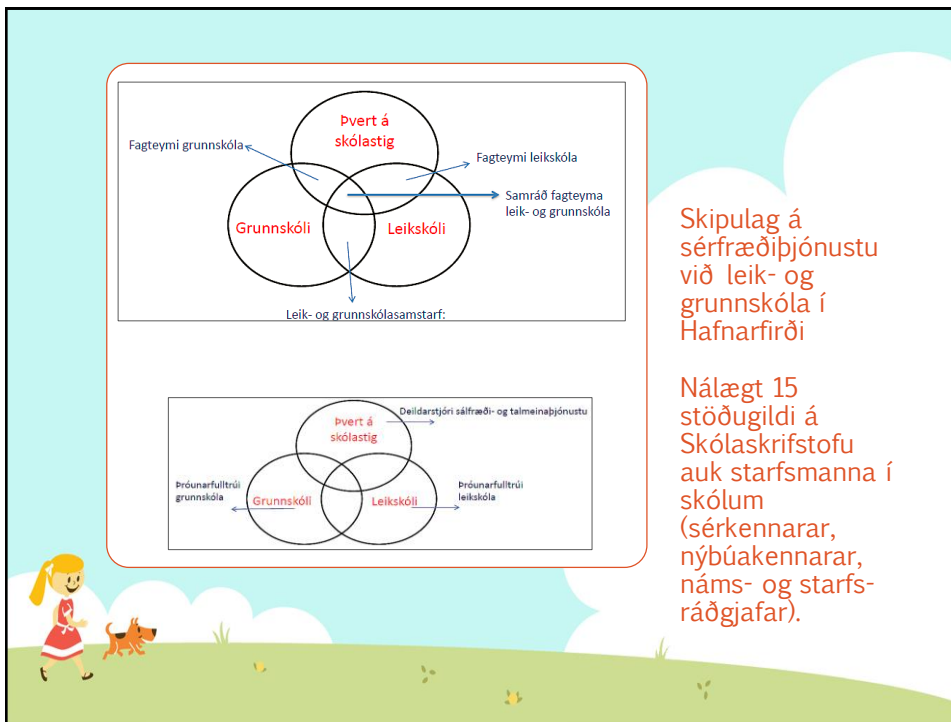 Þvert á
skólastig
Fagteymi grunnskóla
Fagteymi leikskóla
Samráð fagteyma
leik- og grunnskóla
Grunnskóli
Leikskóli
Leik- og grunnskólasamstarf:
Deildarstjóri sálfræði- og talmeinaþjónustu
Þvert á
skólastig
Þróunarfulltrúi
grunnskóla
Þróunarfulltrúi
leikskóla
Grunnskóli
Leikskóli
Skipulag á
sérfræðiþjónustu
við leik- og
grunnskóla í
Hafnarfirði
Nálægt 15
stöðugildi á
Skólaskrifstofu
auk starfsmanna í
skólum
(sérkennarar,
nýbúakennarar,
náms- og starfs-
ráðgjafar).